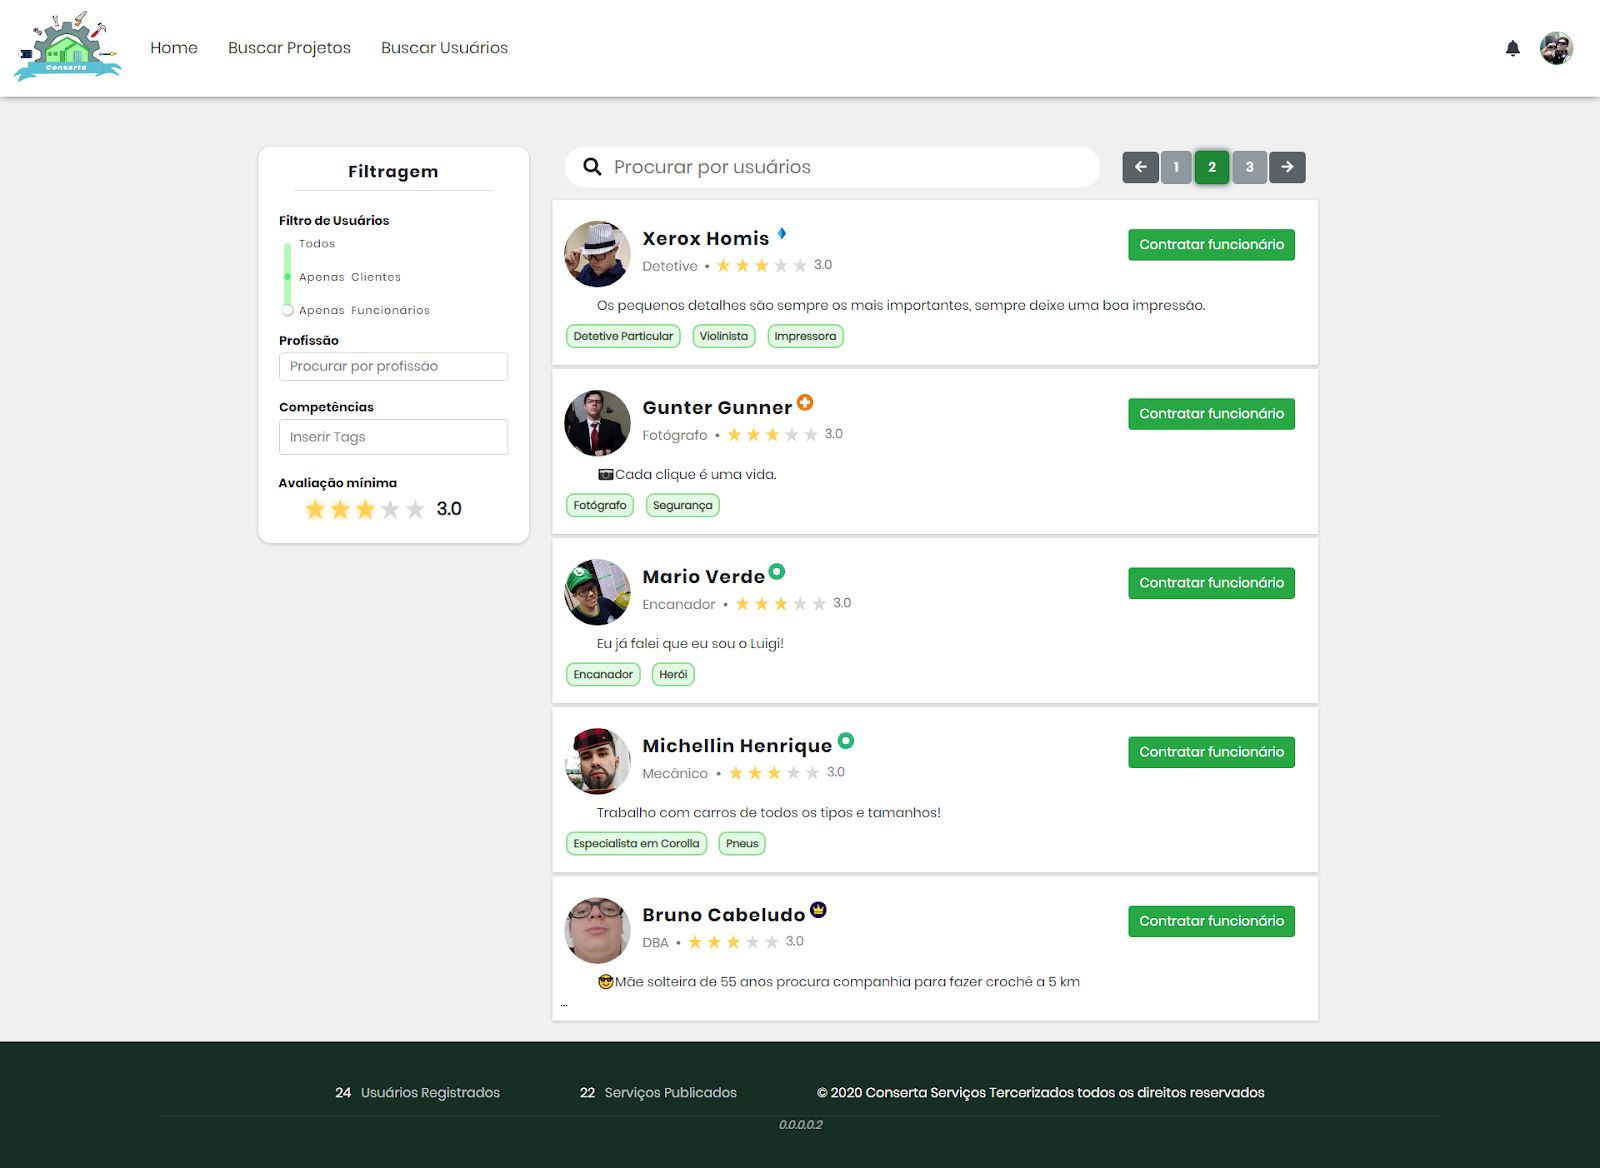 Conserta
Home
Buscar Projetos
Buscar Usuários
Filtragem
Filtro de Usuários
Todos
Apenas Clientes
Apenas Funcionários
Profissão
Procurar por profissão
Competências
Inserir Tags
Avaliação mínima
3.0
Procurar por usuários
1
2
3
Xerox Homis
Contratar funcionário
Detetive • 3.0
Os pequenos detalhes são sempre os mais importantes, sempre deixe uma boa impressão.
Detetive Particular Violinista Impressora
Gunter Gunner
Contratar funcionário
Fotógrafo • 3.0
📷Cada clique é uma vida.
Fotógrafo Segurança
Mario Verde
Contratar funcionário
Encanador • 3.0
Eu já falei que eu sou o Luigi!
Encanador Herói
Michellin Henrique
Contratar funcionário
Mecânico • 3.0
Trabalho com carros de todos os tipos e tamanhos!
Especialista em Corolla Pneus
Bruno Cabeludo
Contratar funcionário
DBA • 3.0
😎Mãe solteira de 55 anos procura companhia para fazer crochê a 5 km
...
24 Usuários Registrados
22 Serviços Publicados
© 2020 Conserta Serviços Tercerizados todos os direitos reservados
0.0.0.0.2